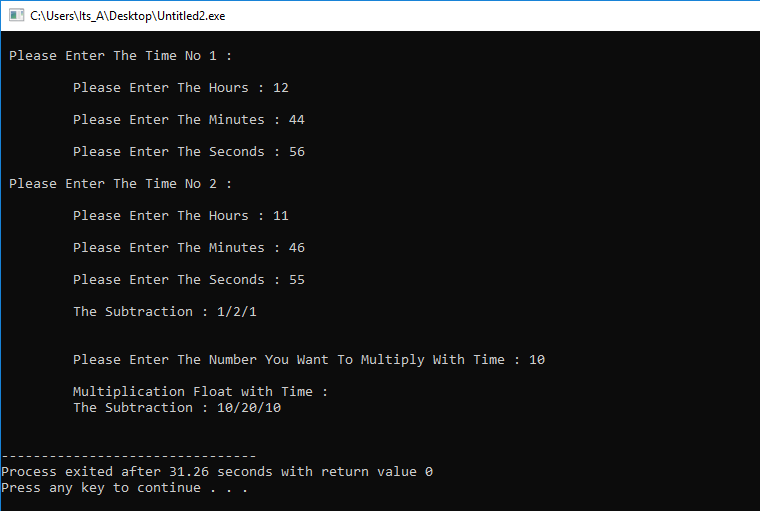 C:\Users\Its_A\Desktop\Untitled2.exe
Please Enter The Time No 1 :
Please Enter The Hours : 12
Please Enter The Minutes : 44
Please Enter The Seconds : 56
Please Enter The Time No 2 :
Please Enter The Hours : 11
Please Enter The Minutes : 46
Please Enter The Seconds : 55
The Subtraction : 1/2/1
Please Enter The Number You Want To Multiply With Time : 10
Multiplication Float with Time :
The Subtraction : 10/20/10
--------------------------------
Process exited after 31.26 seconds with return value 0
Press any key to continue . . .